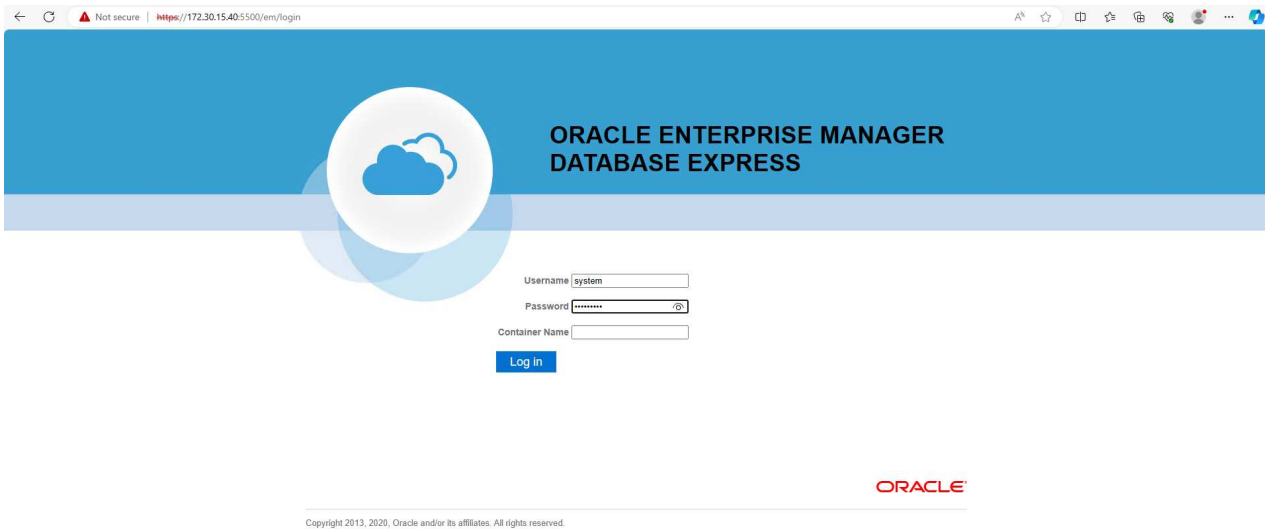 Not secure | https://172.30.15.40:5500/em/login
ORACLE ENTERPRISE MANAGER
DATABASE EXPRESS
Username system
Password •••••••••
Container Name
Log in
ORACLE
Copyright 2013, 2020, Oracle and/or its affiliates. All rights reserved.